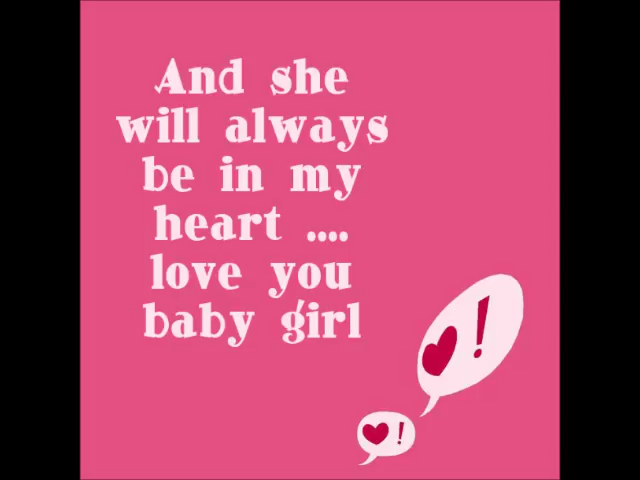 And she
will always
be in my
heart ....
love you
baby girl
!
!